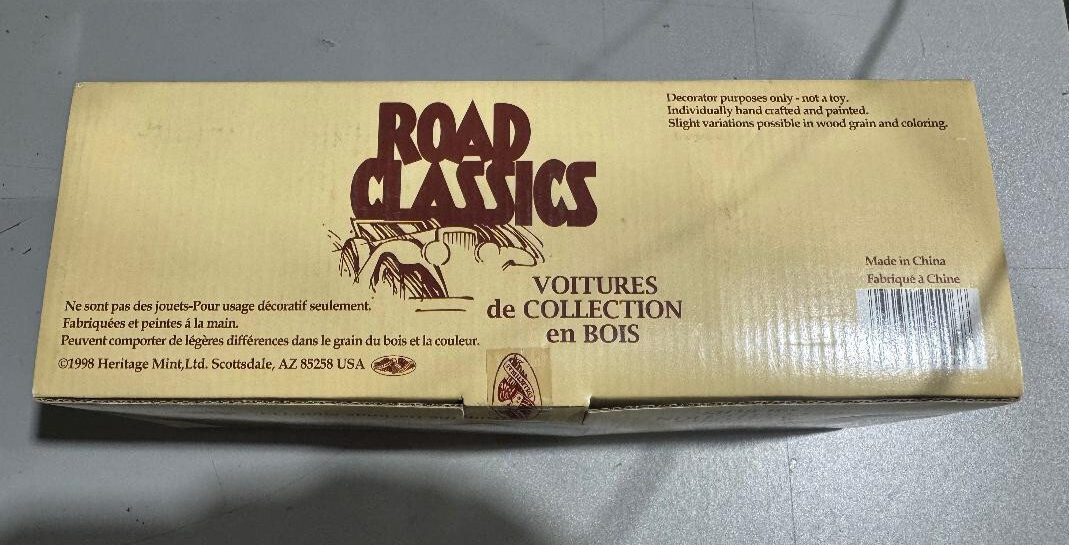 ROAD
CLASSICS
Decorator purposes only - not a toy.
Individually hand crafted and painted.
Slight variations possible in wood grain and coloring.
VOITURES
de COLLECTION
en BOIS
Made in China
Fabriqué à Chine
Ne sont pas des jouets-Pour usage décoratif seulement.
Fabriquées et peintes á la main.
Peuvent comporter de légères différences dans le grain du bois et la couleur.
©1998 Heritage Mint,Ltd. Scottsdale, AZ 85258 USA